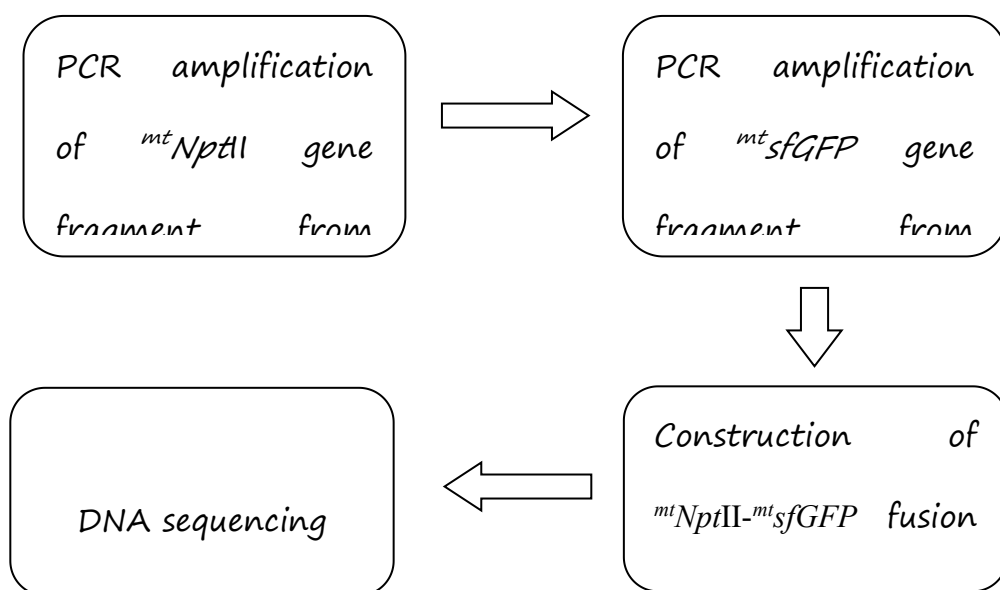 PCR amplification
of ᵐᵗNptII gene
fragment from
PCR amplification
of ᵐᵗsfGFP gene
fragment from
Construction of
ᵐᵗNptII-ᵐᵗsfGFP fusion
DNA sequencing